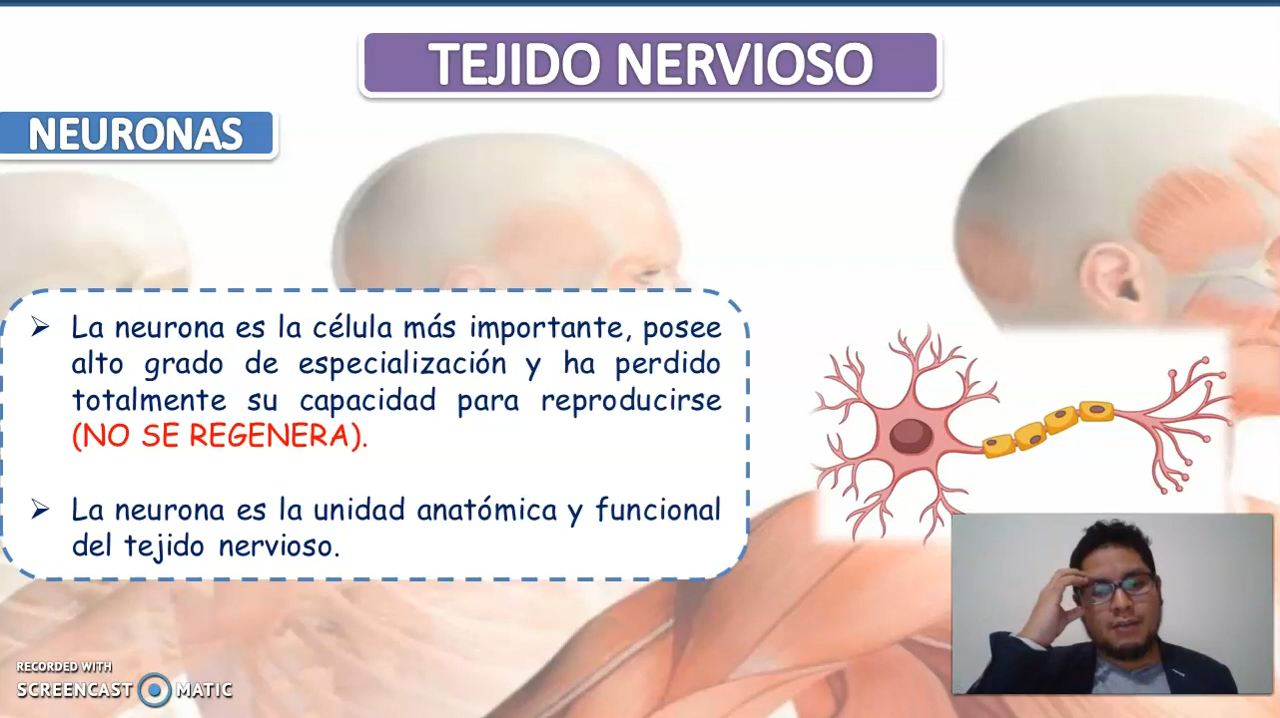 TEJIDO NERVIOSO
NEURONAS
➢ La neurona es la célula más importante, posee
alto grado de especialización y ha perdido
totalmente su capacidad para reproducirse
(NO SE REGENERA).
➢ La neurona es la unidad anatómica y funcional
del tejido nervioso.
RECORDED WITH
SCREENCAST MATIC